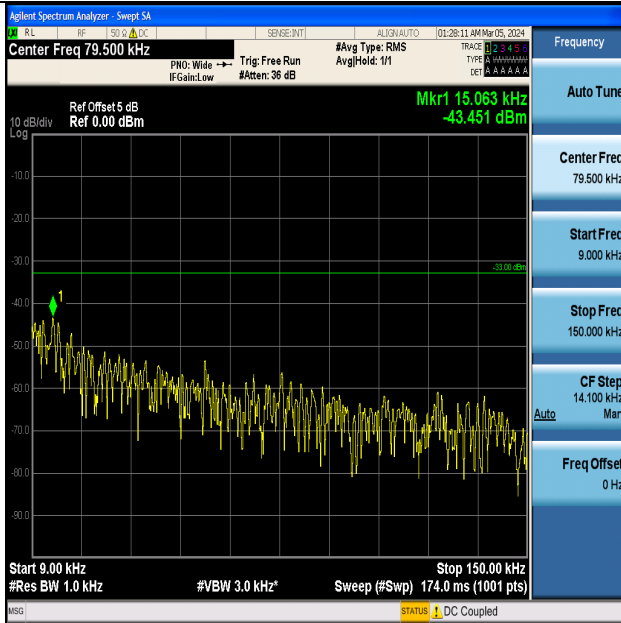 Agilent Spectrum Analyzer - Swept SA
RL RF 50 Ω DC SENSE:INT ALIGN AUTO 01:28:11 AM Mar 05, 2024
Center Freq 79.500 kHz
PNO: Wide
IFGain:Low
Trig: Free Run
#Atten: 36 dB
#Avg Type: RMS
Avg|Hold: 1/1
TRACE 1 2 3 4 5 6
TYPE A WWWWW
DET A A A A A A
Mkr1 15.063 kHz
-43.451 dBm
Ref Offset 5 dB
10 dB/div Ref 0.00 dBm
Log
-10.0
-20.0
-30.0
-33.00 dBm
-40.0
1
-50.0
-60.0
-70.0
-80.0
-90.0
Start 9.00 kHz Stop 150.00 kHz
#Res BW 1.0 kHz #VBW 3.0 kHz* Sweep (#Swp) 174.0 ms (1001 pts)
MSG STATUS DC Coupled
Frequency
Auto Tune
Center Freq
79.500 kHz
Start Freq
9.000 kHz
Stop Freq
150.000 kHz
CF Step
14.100 kHz
Auto Man
Freq Offset
0 Hz